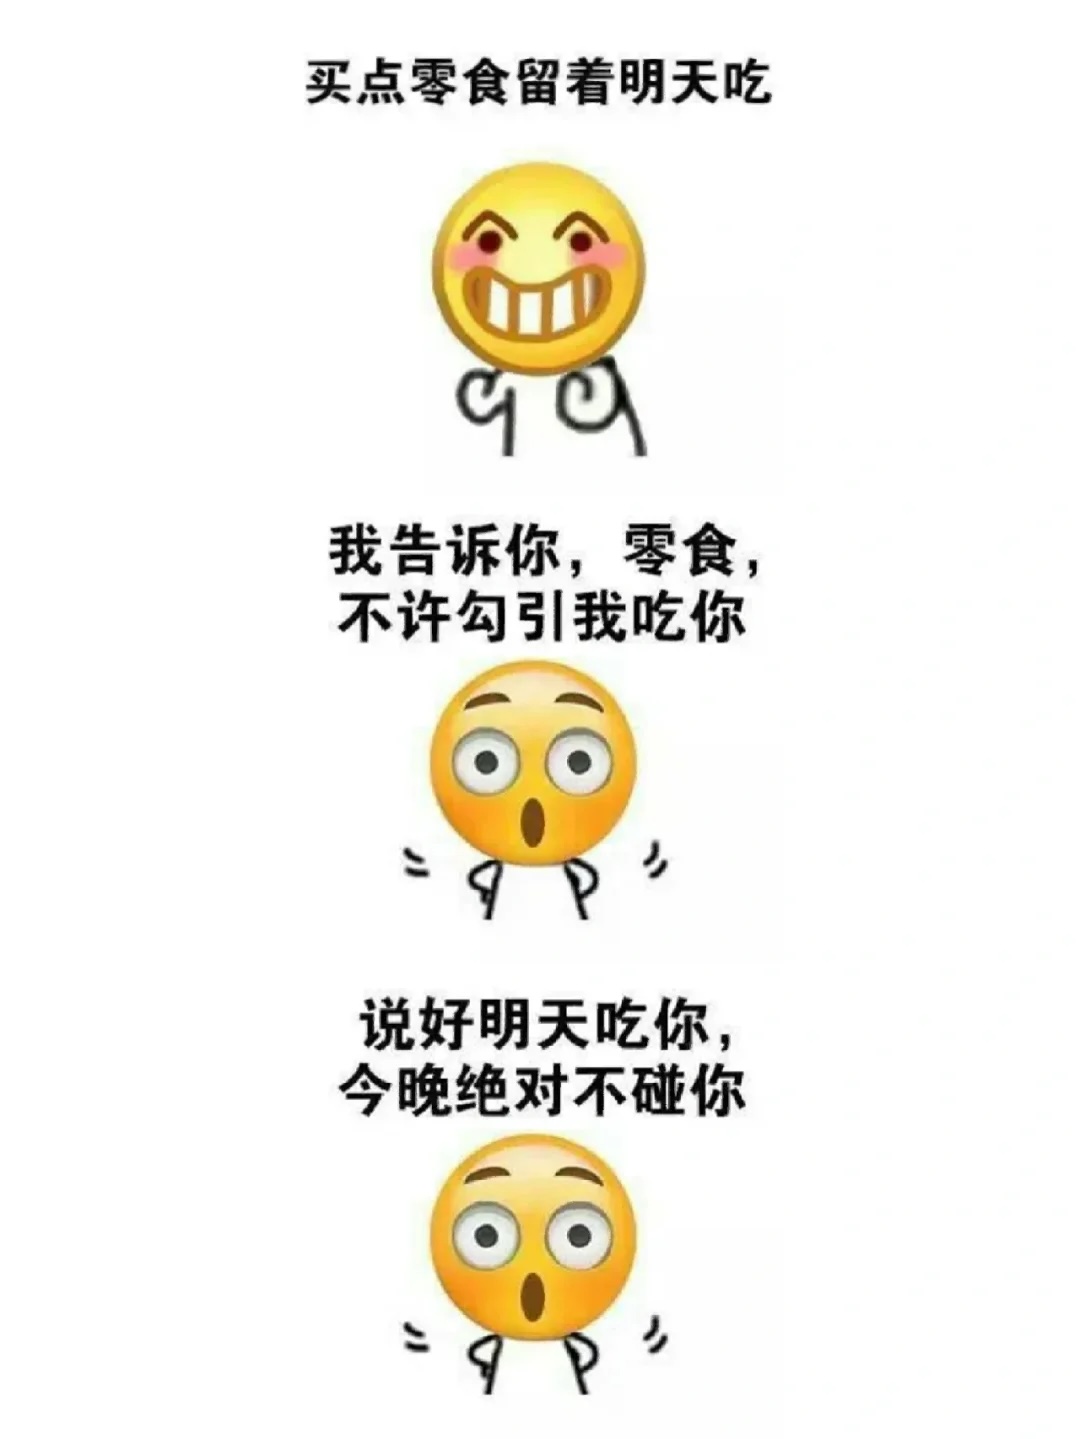 买点零食留着明天吃
我告诉你，零食，
不许勾引我吃你
说好明天吃你，
今晚绝对不碰你